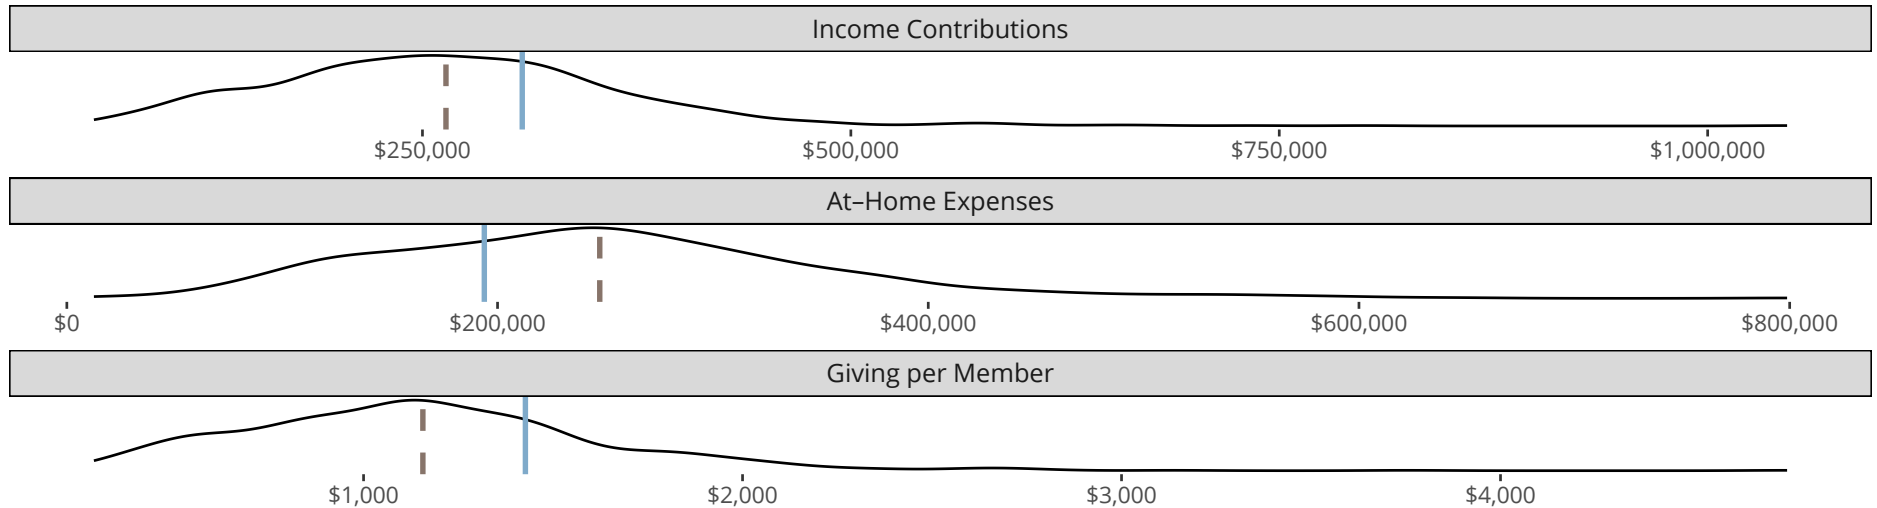 Income Contributions
$250,000 $500,000 $750,000 $1,000,000
At–Home Expenses
$0 $200,000 $400,000 $600,000 $800,000
Giving per Member
$1,000 $2,000 $3,000 $4,000